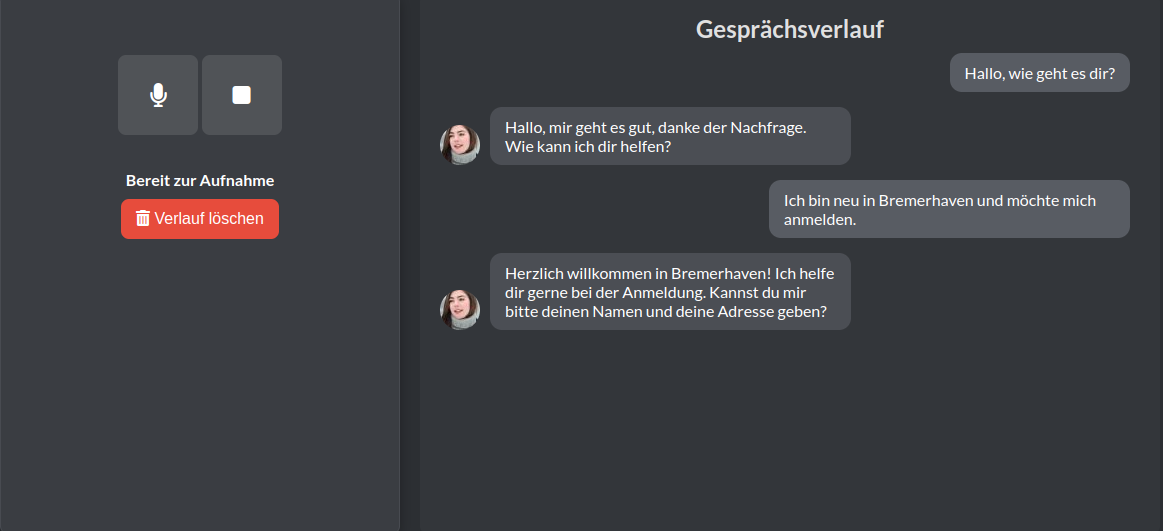 Bereit zur Aufnahme
Verlauf löschen
Gesprächsverlauf
Hallo, wie geht es dir?
Hallo, mir geht es gut, danke der Nachfrage.
Wie kann ich dir helfen?
Ich bin neu in Bremerhaven und möchte mich
anmelden.
Herzlich willkommen in Bremerhaven! Ich helfe
dir gerne bei der Anmeldung. Kannst du mir
bitte deinen Namen und deine Adresse geben?